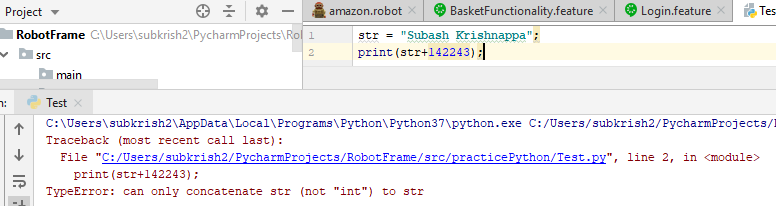 Project
amazon.robot
BasketFunctionality.feature
Login.feature
RobotFrame C:\Users\subkrish2\PycharmProjects\Ro
src
main
1
2
str = "Subash Krishnappa";
print(str+142243);
n:
Test
C:\Users\subkrish2\AppData\Local\Programs\Python\Python37\python.exe C:/Users/subkrish2/PycharmProjects/
Traceback (most recent call last):
File "C:/Users/subkrish2/PycharmProjects/RobotFrame/src/practicePython/Test.py", line 2, in <module>
print(str+142243);
TypeError: can only concatenate str (not "int") to str